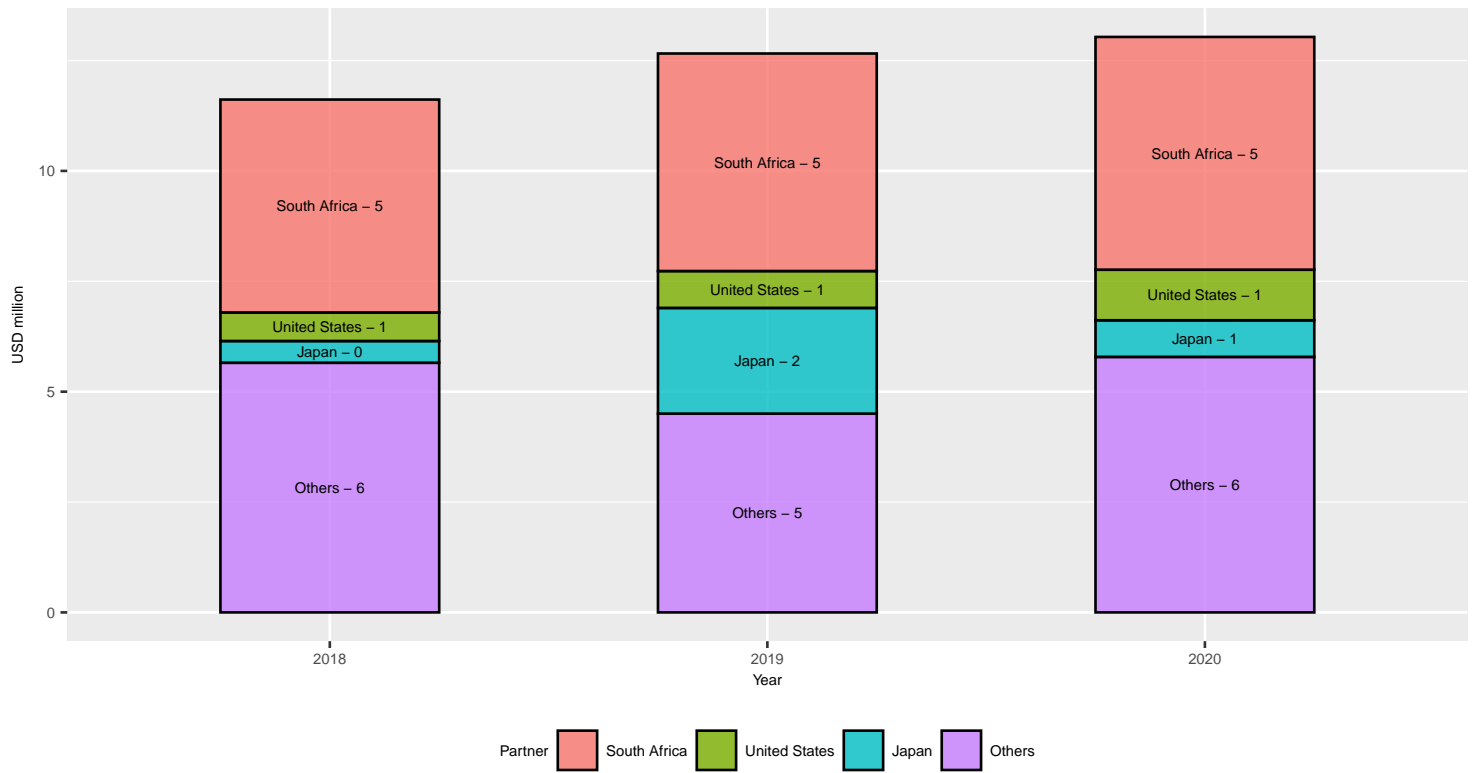 USD million
10
5
0
South Africa – 5
United States – 1
Japan – 0
Others – 6
South Africa – 5
United States – 1
Japan – 2
Others – 5
South Africa – 5
United States – 1
Japan – 1
Others – 6
2018 2019 2020
Year
Partner South Africa United States Japan Others